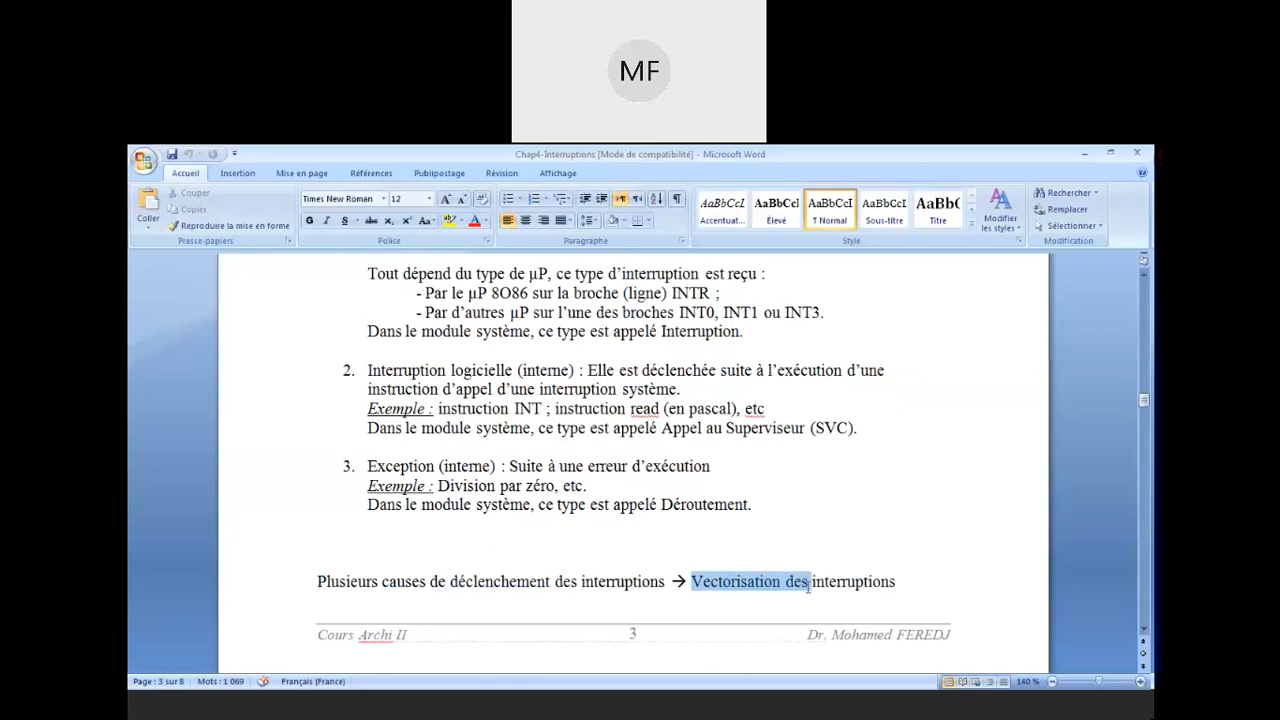 MF
Chap4-Interruptions [Mode de compatibilité] - Microsoft Word
Accueil Insertion Mise en page Références Publipostage Révision Affichage
Coller
Couper
Copier
Reproduire la mise en forme
Presse-papiers
Times New Roman 12
Police
Paragraphe
AaBbCcI AaBbCcI AaBbCcI AaBbCcI AaBbC
Accentuat... Élevé ¶ Normal Sous-titre Titre
Modifier les styles
Style
Rechercher
Remplacer
Sélectionner
Modification
Tout dépend du type de µP, ce type d'interruption est reçu :
- Par le µP 8O86 sur la broche (ligne) INTR ;
- Par d'autres µP sur l'une des broches INT0, INT1 ou INT3.
Dans le module système, ce type est appelé Interruption.
2. Interruption logicielle (interne) : Elle est déclenchée suite à l'exécution d'une
instruction d'appel d'une interruption système.
Exemple : instruction INT ; instruction read (en pascal), etc
Dans le module système, ce type est appelé Appel au Superviseur (SVC).
3. Exception (interne) : Suite à une erreur d'exécution
Exemple : Division par zéro, etc.
Dans le module système, ce type est appelé Déroutement.
Plusieurs causes de déclenchement des interruptions → Vectorisation des interruptions
Cours Archi II 3 Dr. Mohamed FEREDJ
Page : 3 sur 8 Mots : 1 069 Français (France) 140 %